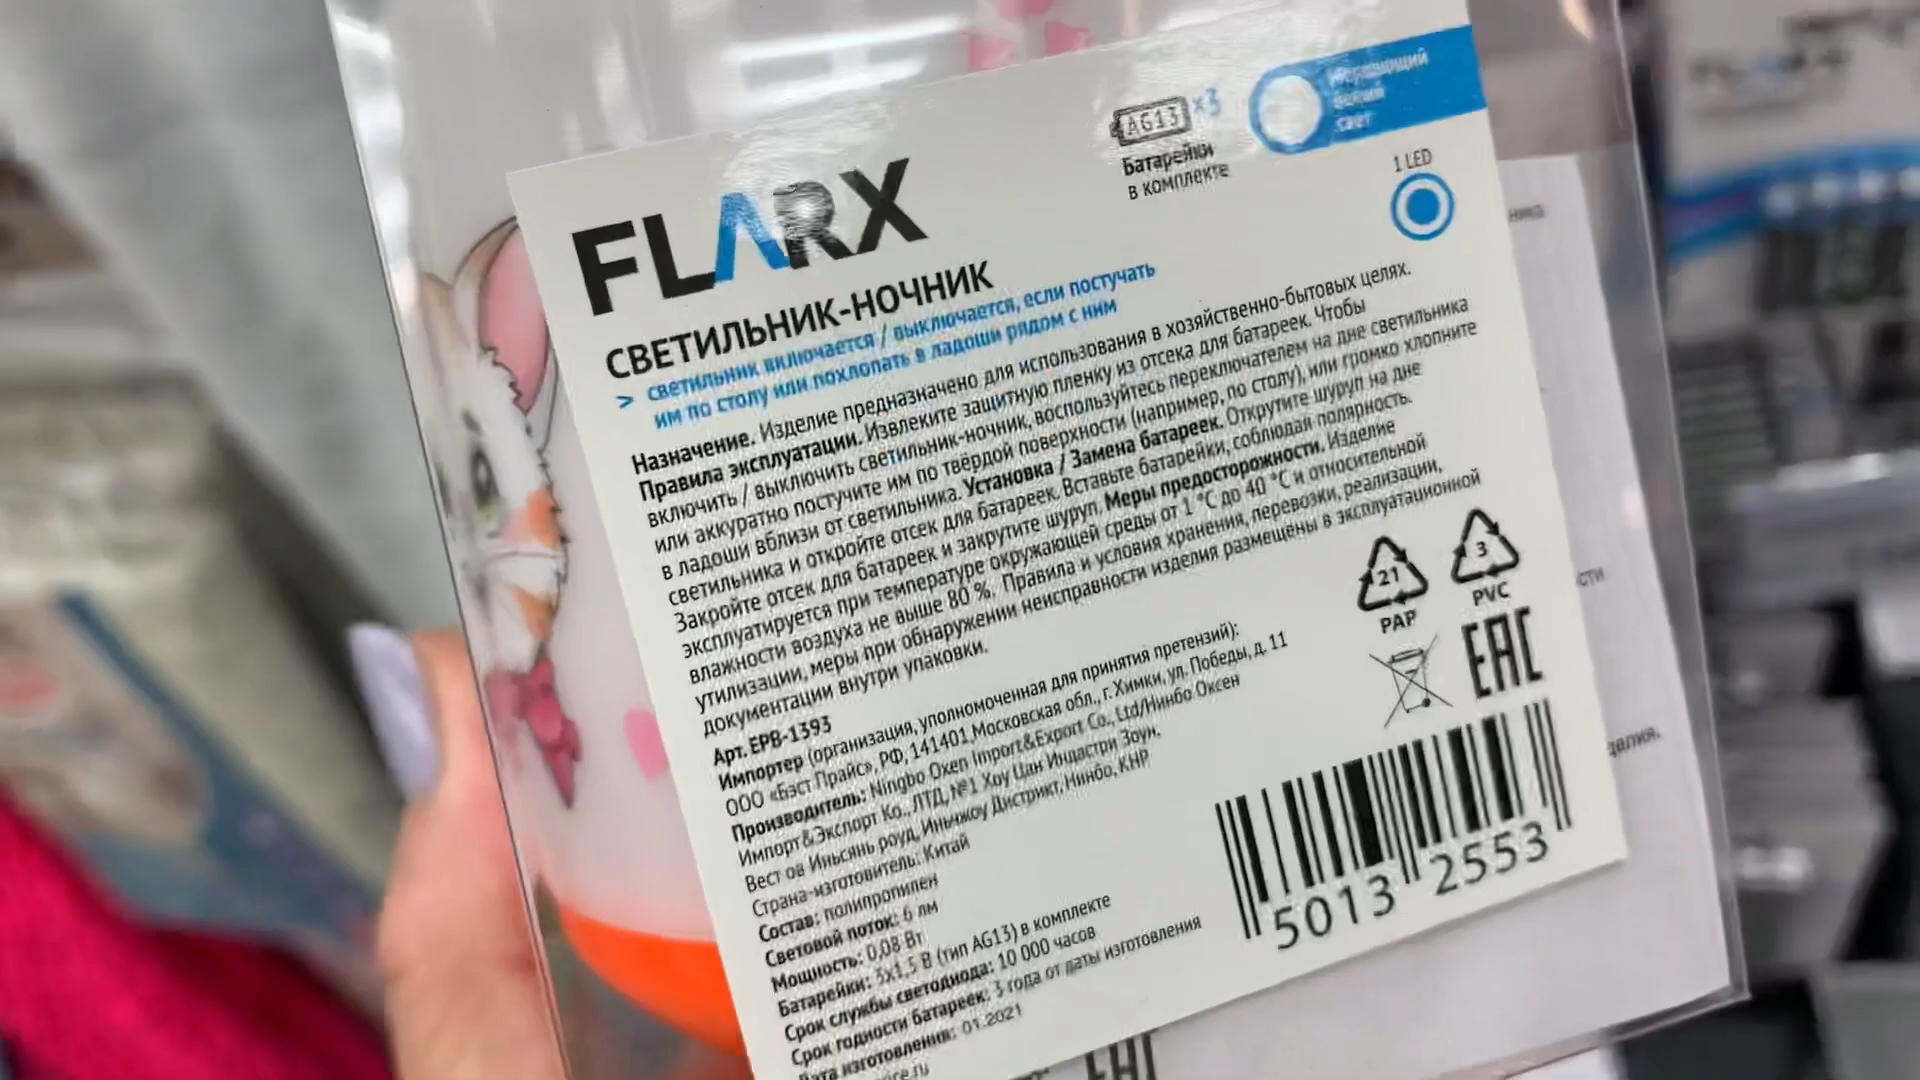 AG13 x3
Батарейки
в комплекте
белый
свет
1 LED
FLARX
СВЕТИЛЬНИК-НОЧНИК
> светильник включается / выключается, если постучать
им по столу или похлопать в ладоши рядом с ним
Назначение. Изделие предназначено для использования в хозяйственно-бытовых целях.
Правила эксплуатации. Извлеките защитную пленку из отсека для батареек. Чтобы
включить / выключить светильник-ночник, воспользуйтесь переключателем на дне светильника
или аккуратно постучите им по твёрдой поверхности (например, по столу), или громко хлопните
в ладоши вблизи от светильника. Установка / Замена батареек. Открутите шуруп на дне
светильника и откройте отсек для батареек. Вставьте батарейки, соблюдая полярность.
Закройте отсек для батареек и закрутите шуруп. Меры предосторожности. Изделие
эксплуатируется при температуре окружающей среды от 1 °C до 40 °C и относительной
влажности воздуха не выше 80 %. Правила и условия хранения, перевозки, реализации,
утилизации, меры при обнаружении неисправности изделия размещены в эксплуатационной
документации внутри упаковки.
21
PAP
3
PVC
EAC
Арт. EPB-1393
Импортер (организация, уполномоченная для принятия претензий):
ООО «Бэст Прайс», РФ, 141401, Московская обл., г. Химки, ул. Победы, д. 11
Производитель: Ningbo Oxen Import&Export Co., Ltd/Нинбо Оксен
Импорт&Экспорт Ко., ЛТД, №1 Хоу Цан Индастри Зоун,
Вест ов Иньсянь роуд, Иньчжоу Дистрикт, Нинбо, КНР
Страна-изготовитель: Китай
Состав: полипропилен
Световой поток: 6 лм
Мощность: 0,08 Вт
Батарейки: 3x1,5 В (тип AG13) в комплекте
Срок службы светодиода: 10 000 часов
Срок годности батареек: 3 года от даты изготовления
Дата изготовления: 01.2021
5013 2553